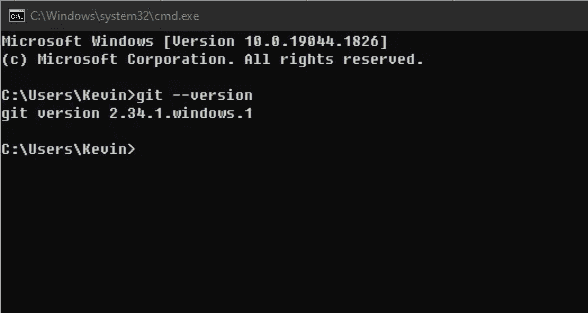 C:\Windows\system32\cmd.exe
Microsoft Windows [Version 10.0.19044.1826]
(c) Microsoft Corporation. All rights reserved.
C:\Users\Kevin>git --version
git version 2.34.1.windows.1
C:\Users\Kevin>